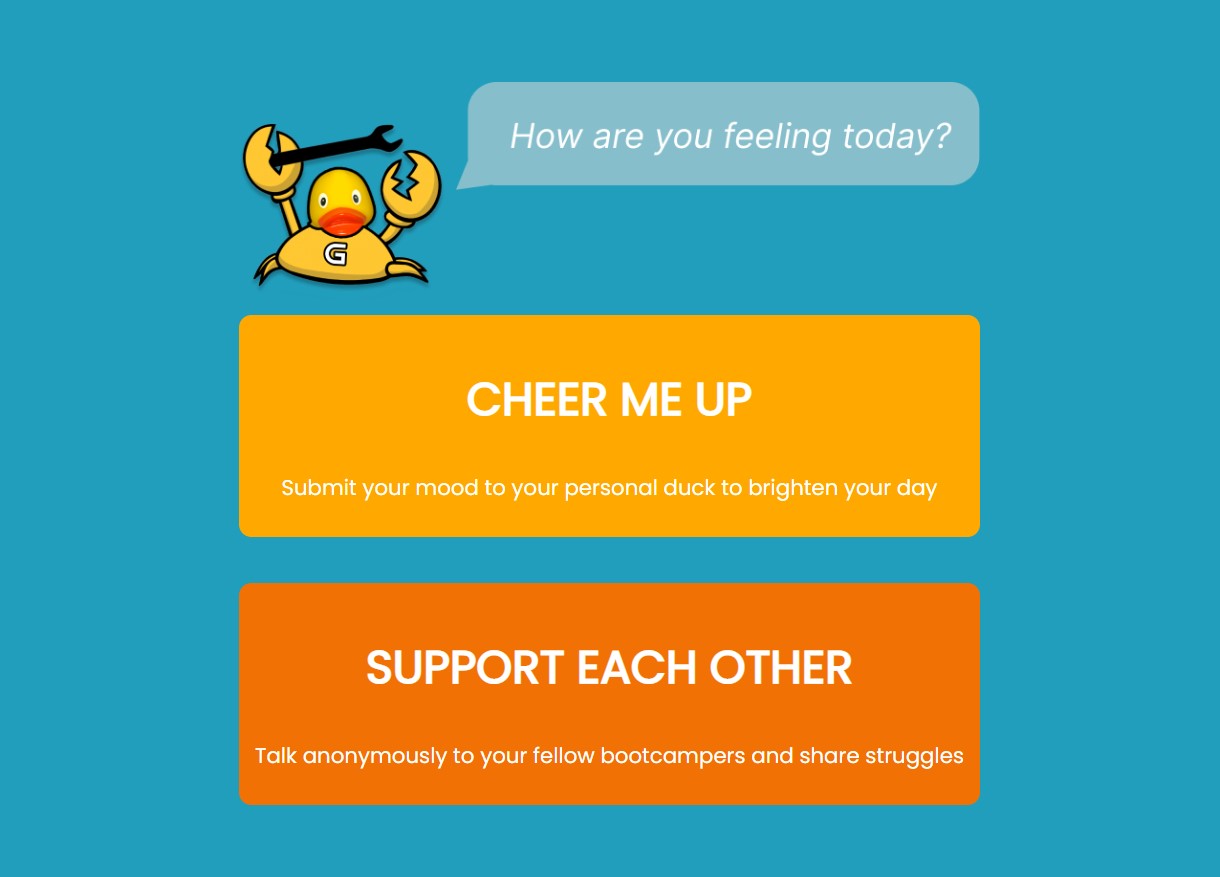 How are you feeling today?
G
CHEER ME UP
Submit your mood to your personal duck to brighten your day
SUPPORT EACH OTHER
Talk anonymously to your fellow bootcampers and share struggles